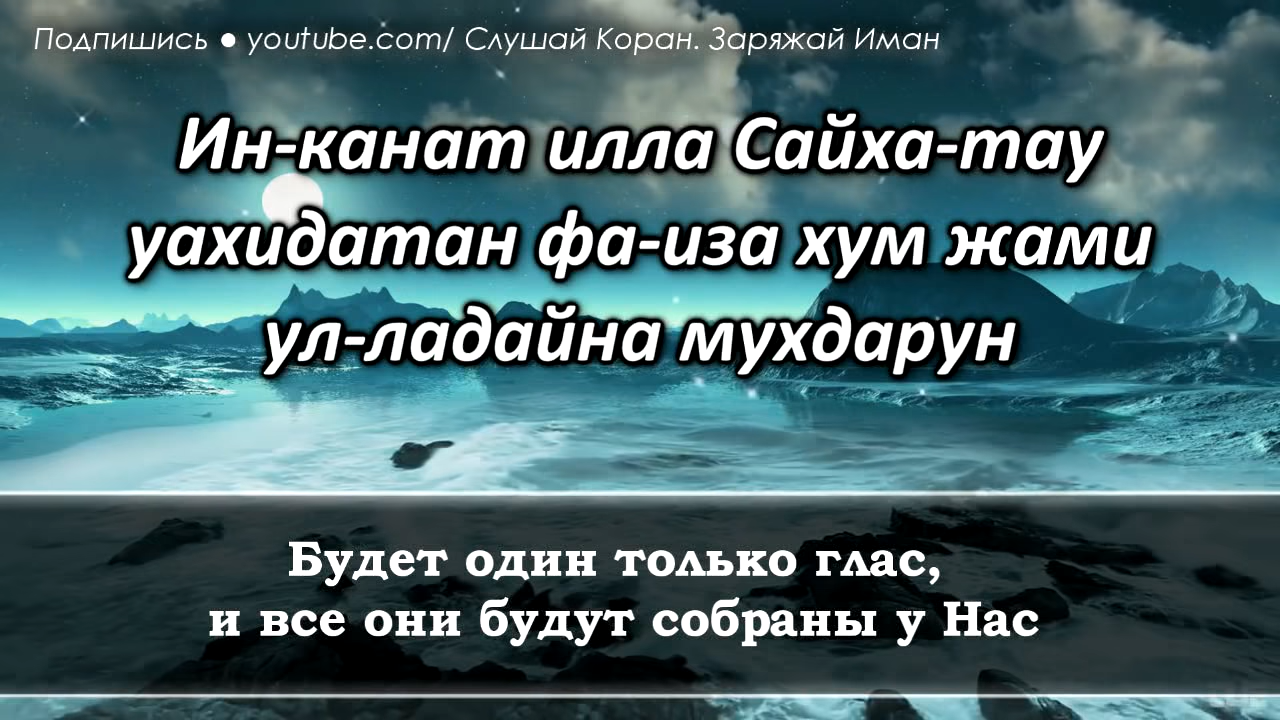 Подпишись ● youtube.com/ Слушай Коран. Заряжай Иман
Ин-канат илла Сайха-тау
уахидатан фа-иза хум жами
ул-ладайна мухдарун
Будет один только глас,
и все они будут собраны у Нас